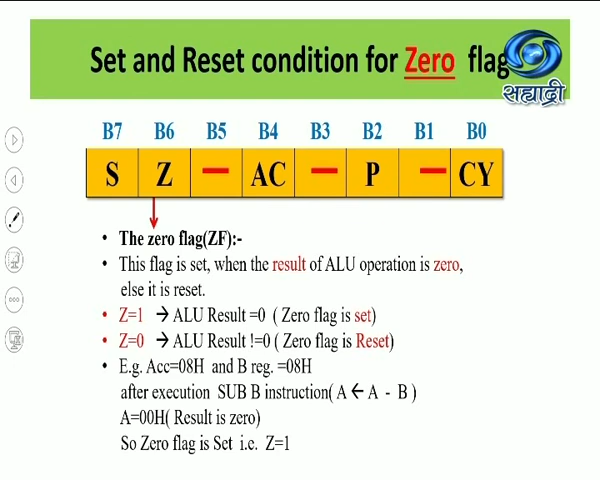 Set and Reset condition for Zero flag
सह्याद्री
B7 B6 B5 B4 B3 B2 B1 B0
S Z — AC — P — CY
• The zero flag(ZF):-
• This flag is set, when the result of ALU operation is zero,
else it is reset.
• Z=1 → ALU Result =0 ( Zero flag is set)
• Z=0 → ALU Result !=0 ( Zero flag is Reset)
• E.g. Acc=08H and B reg. =08H
after execution SUB B instruction( A ← A - B )
A=00H( Result is zero)
So Zero flag is Set i.e. Z=1